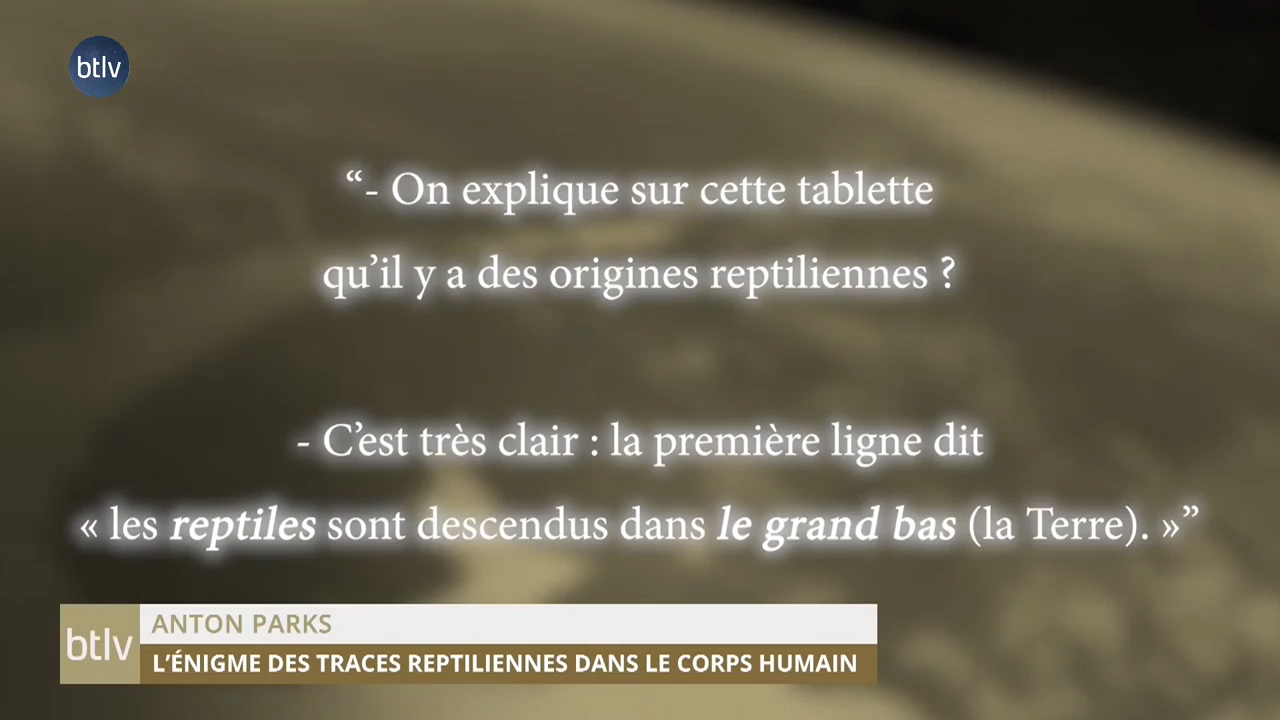 btlv
“- On explique sur cette tablette
qu’il y a des origines reptiliennes ?
- C’est très clair : la première ligne dit
« les reptiles sont descendus dans le grand bas (la Terre). »”
btlv
ANTON PARKS
L’ÉNIGME DES TRACES REPTILIENNES DANS LE CORPS HUMAIN